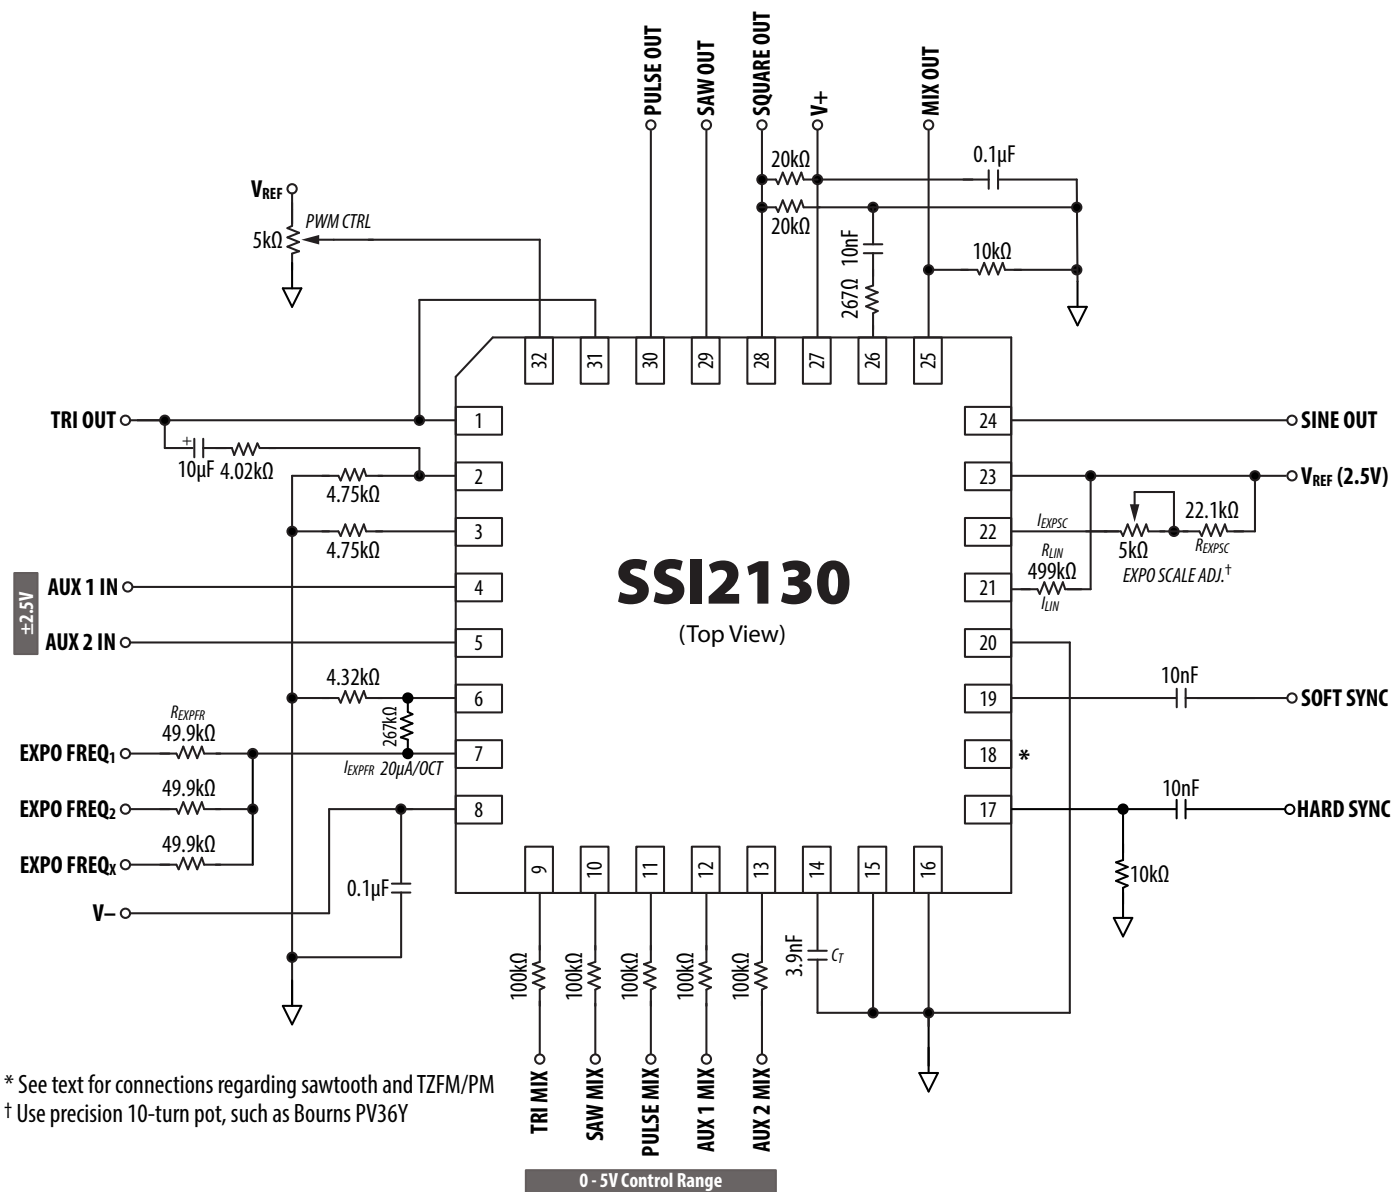 PULSE OUT
SAW OUT
SQUARE OUT
V+
MIX OUT
20kΩ
0.1µF
VREF
PWM CTRL
5kΩ
20kΩ
10nF
10kΩ
267Ω
32
31
30
29
28
27
26
25
TRI OUT
1
24
SINE OUT
+
10µF
4.02kΩ
2
23
VREF (2.5V)
4.75kΩ
3
22
IEXPSC
22.1kΩ
4.75kΩ
5kΩ
REXPSC
RLIN
499kΩ
EXPO SCALE ADJ.†
ILIN
±2.5V
AUX 1 IN
4
21
SSI2130
(Top View)
AUX 2 IN
5
20
4.32kΩ
6
19
10nF
SOFT SYNC
267kΩ
REXPFR
49.9kΩ
EXPO FREQ1
7
18
*
IEXPFR 20µA/OCT
49.9kΩ
EXPO FREQ2
8
17
10nF
HARD SYNC
49.9kΩ
EXPO FREQX
0.1µF
10kΩ
V–
9
10
11
12
13
14
15
16
100kΩ
100kΩ
100kΩ
100kΩ
100kΩ
3.9nF
CT
TRI MIX
SAW MIX
PULSE MIX
AUX 1 MIX
AUX 2 MIX
0 - 5V Control Range
* See text for connections regarding sawtooth and TZFM/PM
† Use precision 10-turn pot, such as Bourns PV36Y